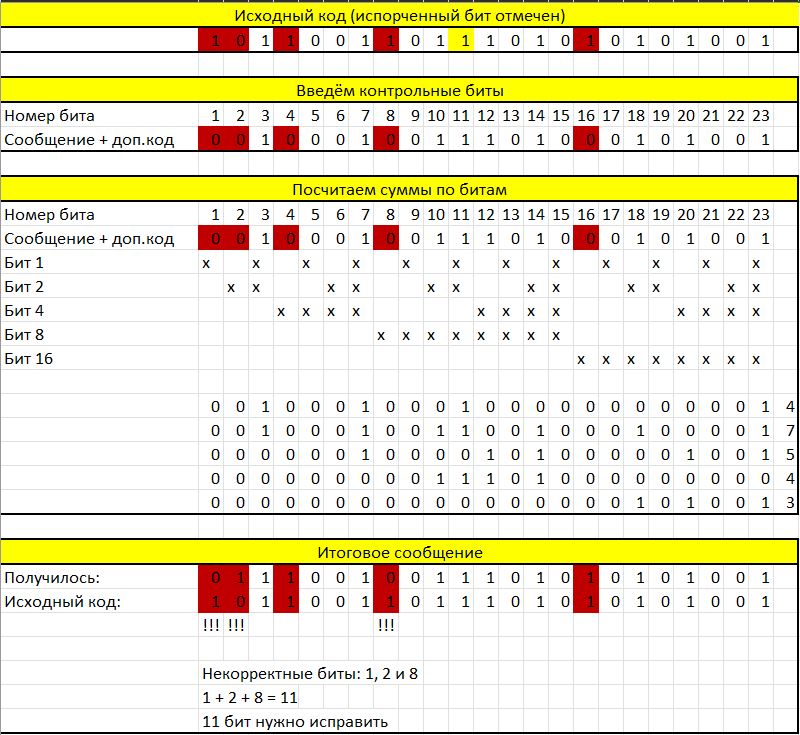 Исходный код (испорченный бит отмечен)
1 0 1 1 0 0 1 1 0 1 1 1 0 1 0 1 0 1 0 1 0 0 1
Введём контрольные биты
Номер бита 1 2 3 4 5 6 7 8 9 10 11 12 13 14 15 16 17 18 19 20 21 22 23
Сообщение + доп.код 0 0 1 0 0 0 1 0 0 1 1 1 0 1 0 0 0 1 0 1 0 0 1
Посчитаем суммы по битам
Номер бита 1 2 3 4 5 6 7 8 9 10 11 12 13 14 15 16 17 18 19 20 21 22 23
Сообщение + доп.код 0 0 1 0 0 0 1 0 0 1 1 1 0 1 0 0 0 1 0 1 0 0 1
Бит 1 x x x x x x x x x x x x
Бит 2 x x x x x x x x x x x x
Бит 4 x x x x x x x x x x x x
Бит 8 x x x x x x x x
Бит 16 x x x x x x x x
0 0 1 0 0 0 1 0 0 0 1 0 0 0 0 0 0 0 0 0 0 0 1 4
0 0 1 0 0 0 1 0 0 1 1 0 0 1 0 0 0 1 0 0 0 0 1 7
0 0 0 0 0 0 1 0 0 0 0 1 0 1 0 0 0 0 0 1 0 0 1 5
0 0 0 0 0 0 0 0 0 1 1 1 0 1 0 0 0 0 0 0 0 0 0 4
0 0 0 0 0 0 0 0 0 0 0 0 0 0 0 0 0 1 0 1 0 0 1 3
Итоговое сообщение
Получилось: 0 1 1 1 0 0 1 0 0 1 1 1 0 1 0 1 0 1 0 1 0 0 1
Исходный код: 1 0 1 1 0 0 1 1 0 1 1 1 0 1 0 1 0 1 0 1 0 0 1
!!! !!! !!!
Некорректные биты: 1, 2 и 8
1 + 2 + 8 = 11
11 бит нужно исправить